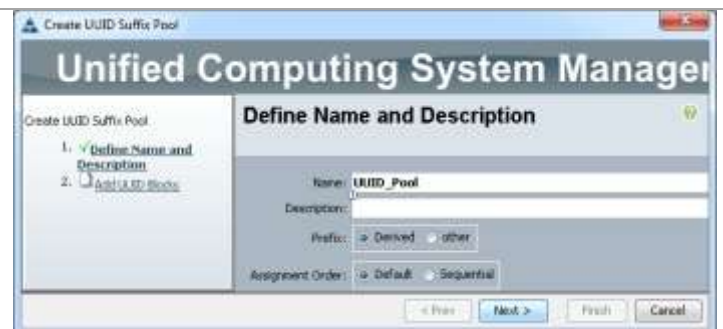 Create UUID Suffix Pool
Unified Computing System Manager
Create UUID Suffix Pool
1. Define Name and
Description
2. Add UUID Blocks
Define Name and Description
Name: UUID_Pool
Description:
Prefix: Derived other
Assignment Order: Default Sequential
< Prev Next > Finish Cancel